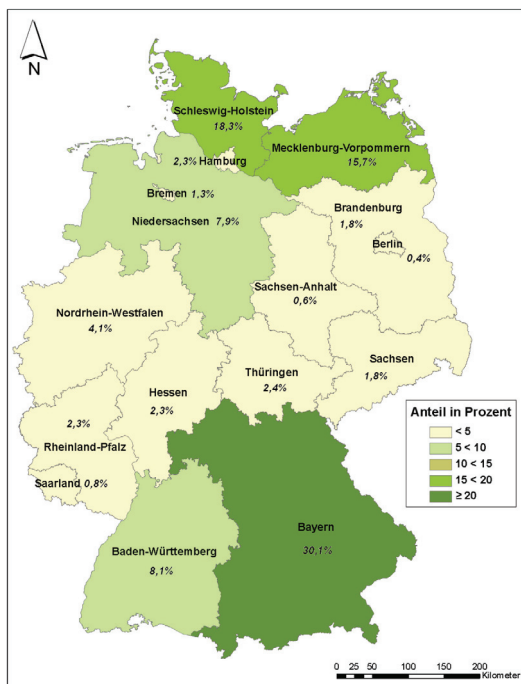 N
Schleswig-Holstein
18,3%
Mecklenburg-Vorpommern
15,7%
2,3% Hamburg
Bremen 1,3%
Niedersachsen 7,9%
Brandenburg
1,8%
Berlin
0,4%
Sachsen-Anhalt
0,6%
Nordrhein-Westfalen
4,1%
Sachsen
1,8%
Thüringen
2,4%
Hessen
2,3%
2,3%
Rheinland-Pfalz
Saarland 0,8%
Anteil in Prozent
< 5
5 < 10
10 < 15
15 < 20
≥ 20
Bayern
30,1%
Baden-Württemberg
8,1%
0 25 50 100 150 200
Kilometer